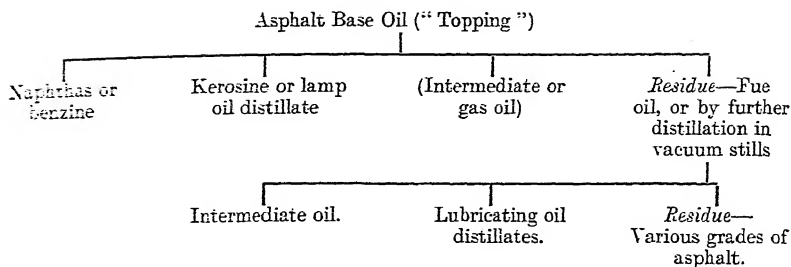 Asphalt Base Oil (“ Topping ”)
Naphthas or
benzine
Kerosine or lamp
oil distillate
(Intermediate or
gas oil)
Residue—Fue
oil, or by further
distillation in
vacuum stills
Intermediate oil.
Lubricating oil
distillates.
Residue—
Various grades of
asphalt.